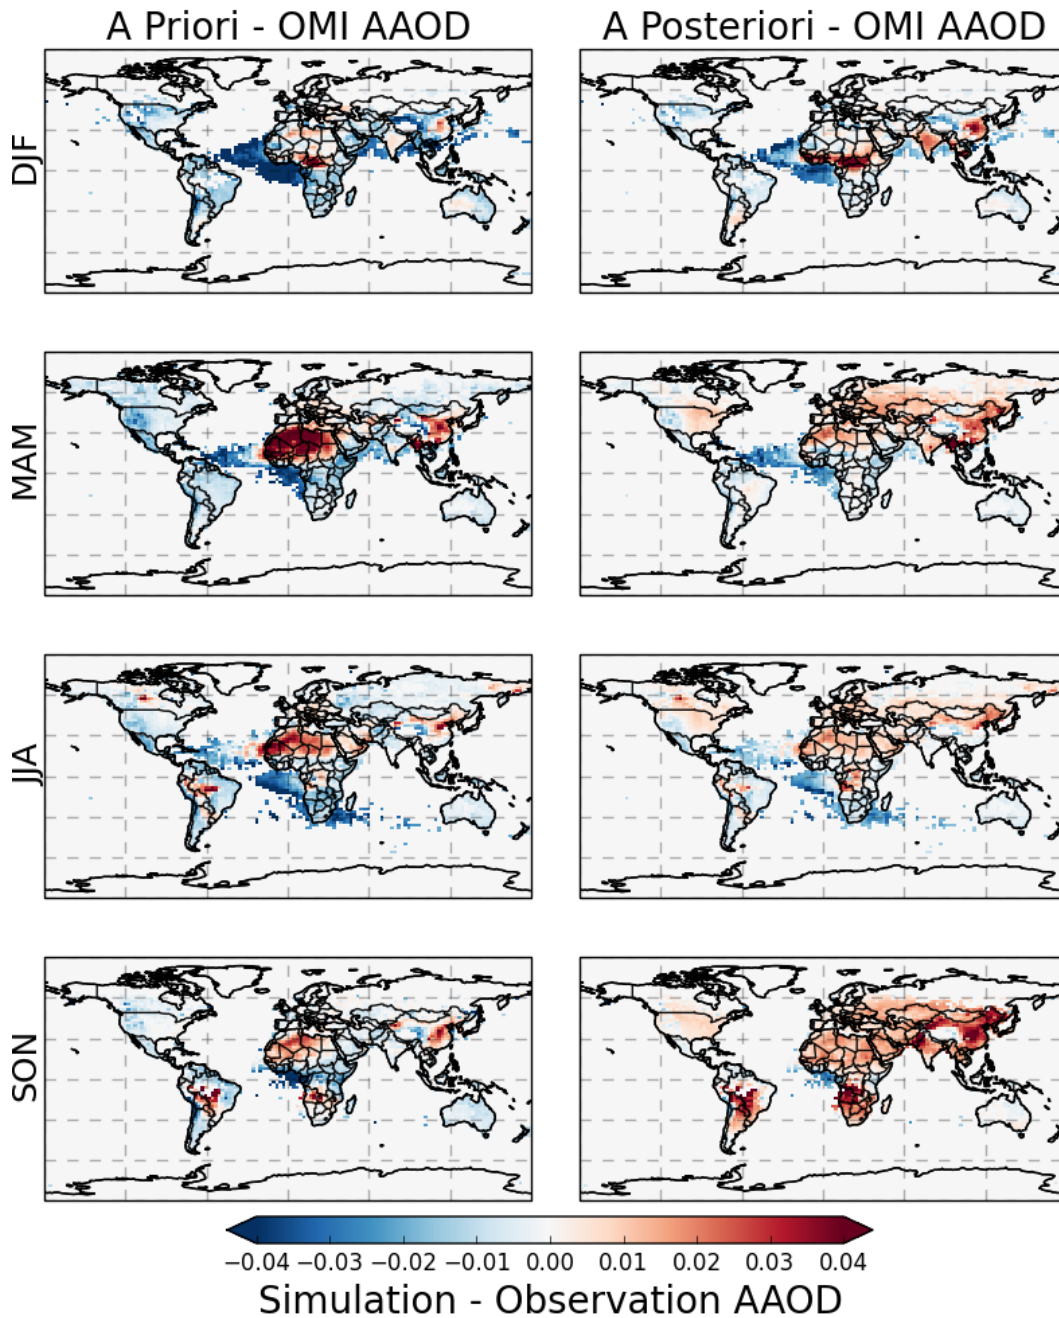 A Priori - OMI AAOD
A Posteriori - OMI AAOD
DJF
MAM
JJA
SON
−0.04 −0.03 −0.02 −0.01 0.00 0.01 0.02 0.03 0.04
Simulation - Observation AAOD